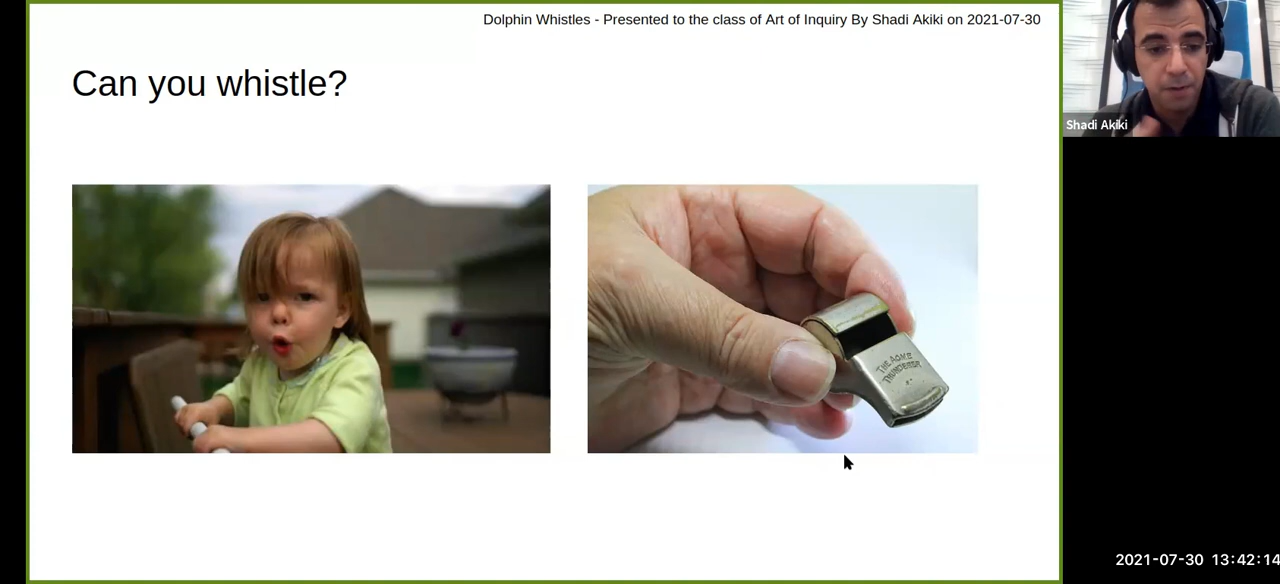 Dolphin Whistles - Presented to the class of Art of Inquiry By Shadi Akiki on 2021-07-30
Can you whistle?
Shadi Akiki
THE ACME
THUNDERER
2021-07-30 13:42:14